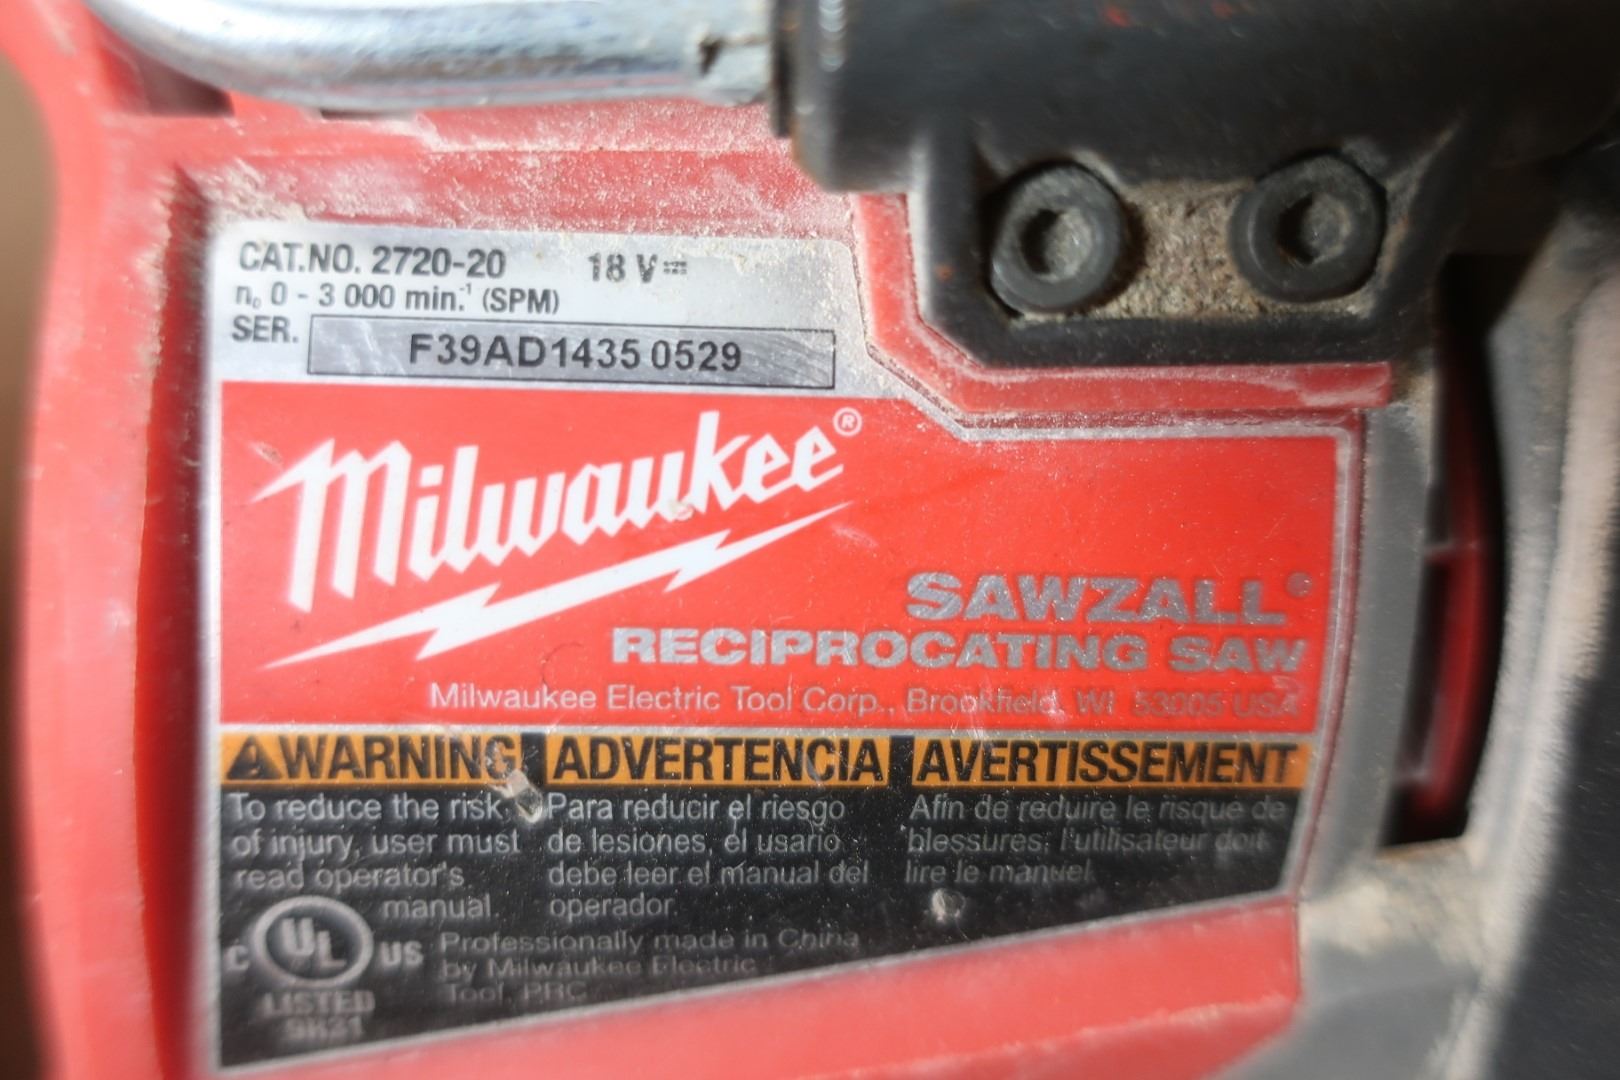 CAT.NO. 2720-20 18 V⎓
n₀ 0 - 3 000 min.⁻¹ (SPM)
SER. F39AD1435 0529
Milwaukee®
SAWZALL®
RECIPROCATING SAW
Milwaukee Electric Tool Corp., Brookfield, WI 53005 USA
WARNING
To reduce the risk
of injury, user must
read operator's
manual.
ADVERTENCIA
Para reducir el riesgo
de lesiones, el usario
debe leer el manual del
operador.
AVERTISSEMENT
Afin de reduire le risque de
blessures, l'utilisateur doit
lire le manuel.
C UL US
LISTED
Professionally made in China
by Milwaukee Electric
Tool, PRC